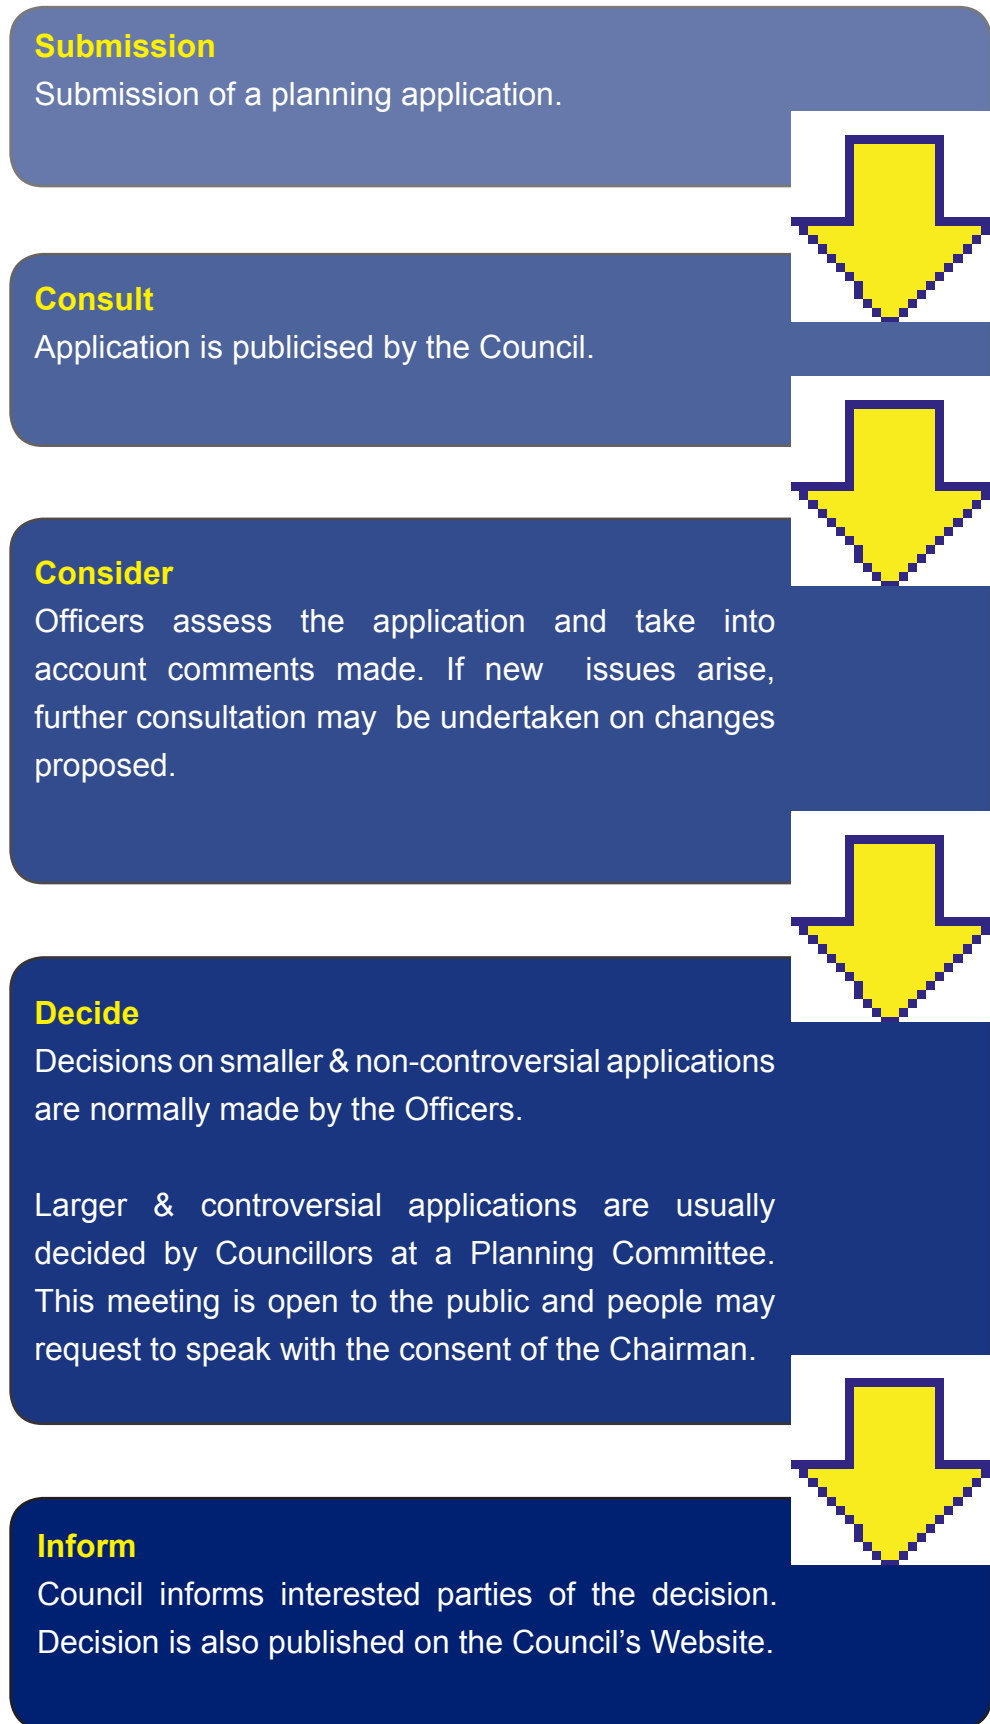 Submission
Submission of a planning application.
Consult
Application is publicised by the Council.
Consider
Officers assess the application and take into
account comments made. If new issues arise,
further consultation may be undertaken on changes
proposed.
Decide
Decisions on smaller & non-controversial applications
are normally made by the Officers.
Larger & controversial applications are usually
decided by Councillors at a Planning Committee.
This meeting is open to the public and people may
request to speak with the consent of the Chairman.
Inform
Council informs interested parties of the decision.
Decision is also published on the Council's Website.